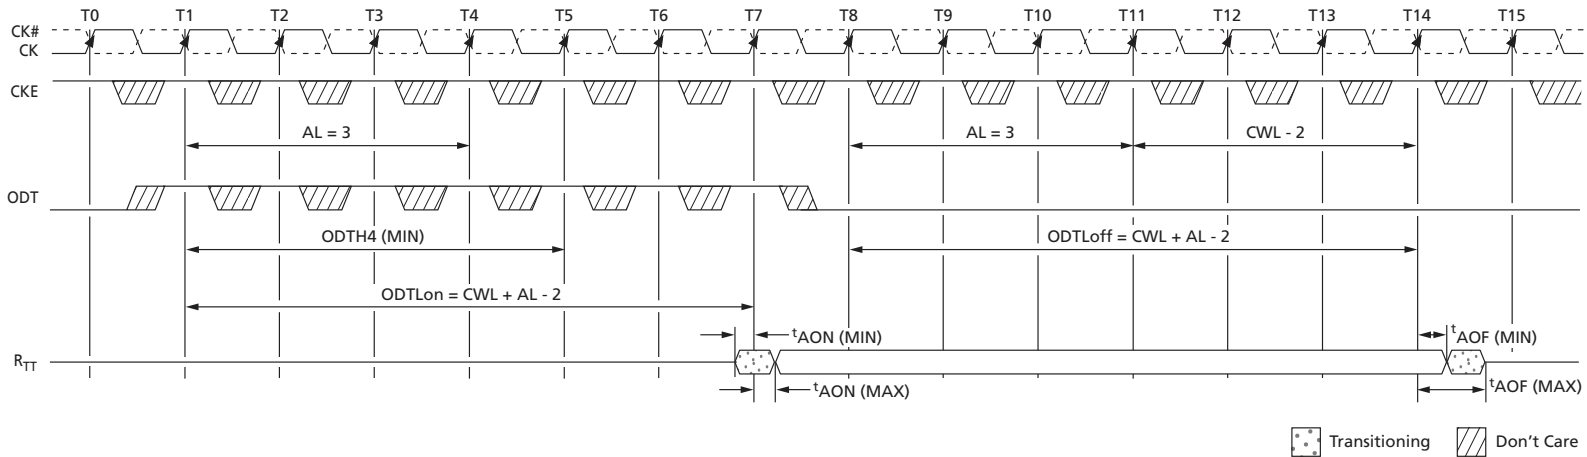 T0 T1 T2 T3 T4 T5 T6 T7 T8 T9 T10 T11 T12 T13 T14 T15
CK#
CK
CKE
AL = 3 AL = 3 CWL - 2
ODT
ODTH4 (MIN) ODTLoff = CWL + AL - 2
ODTLon = CWL + AL - 2
tAON (MIN) tAOF (MIN)
RTT
tAON (MAX) tAOF (MAX)
Transitioning Don't Care